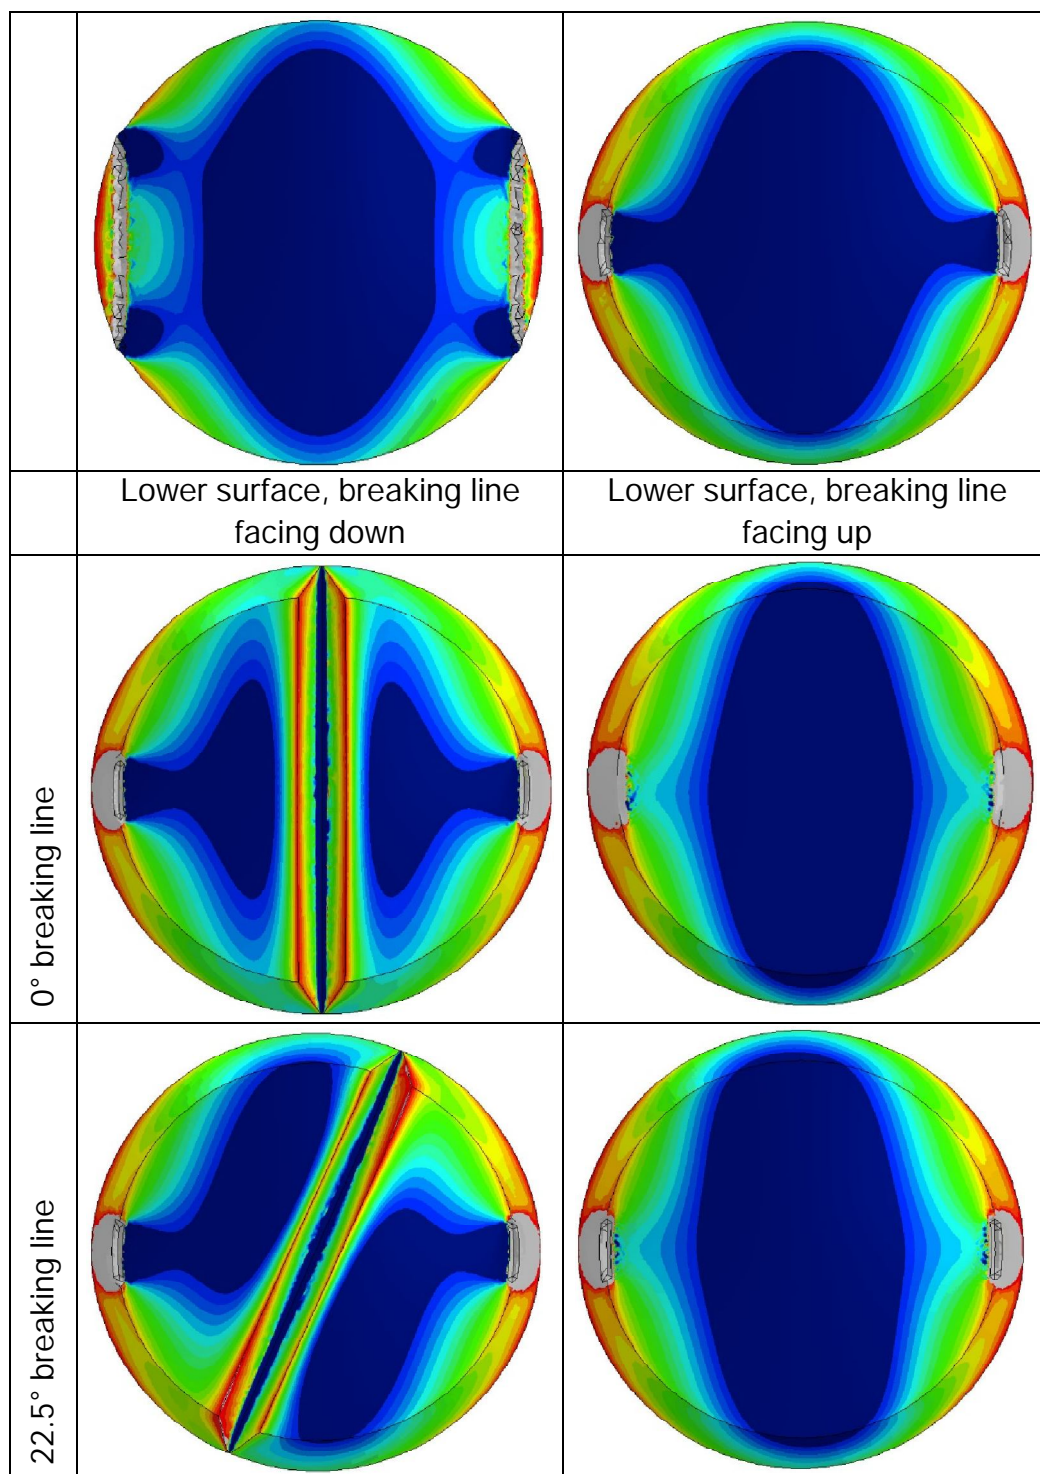 Lower surface, breaking line
facing down
Lower surface, breaking line
facing up
0° breaking line
22.5° breaking line